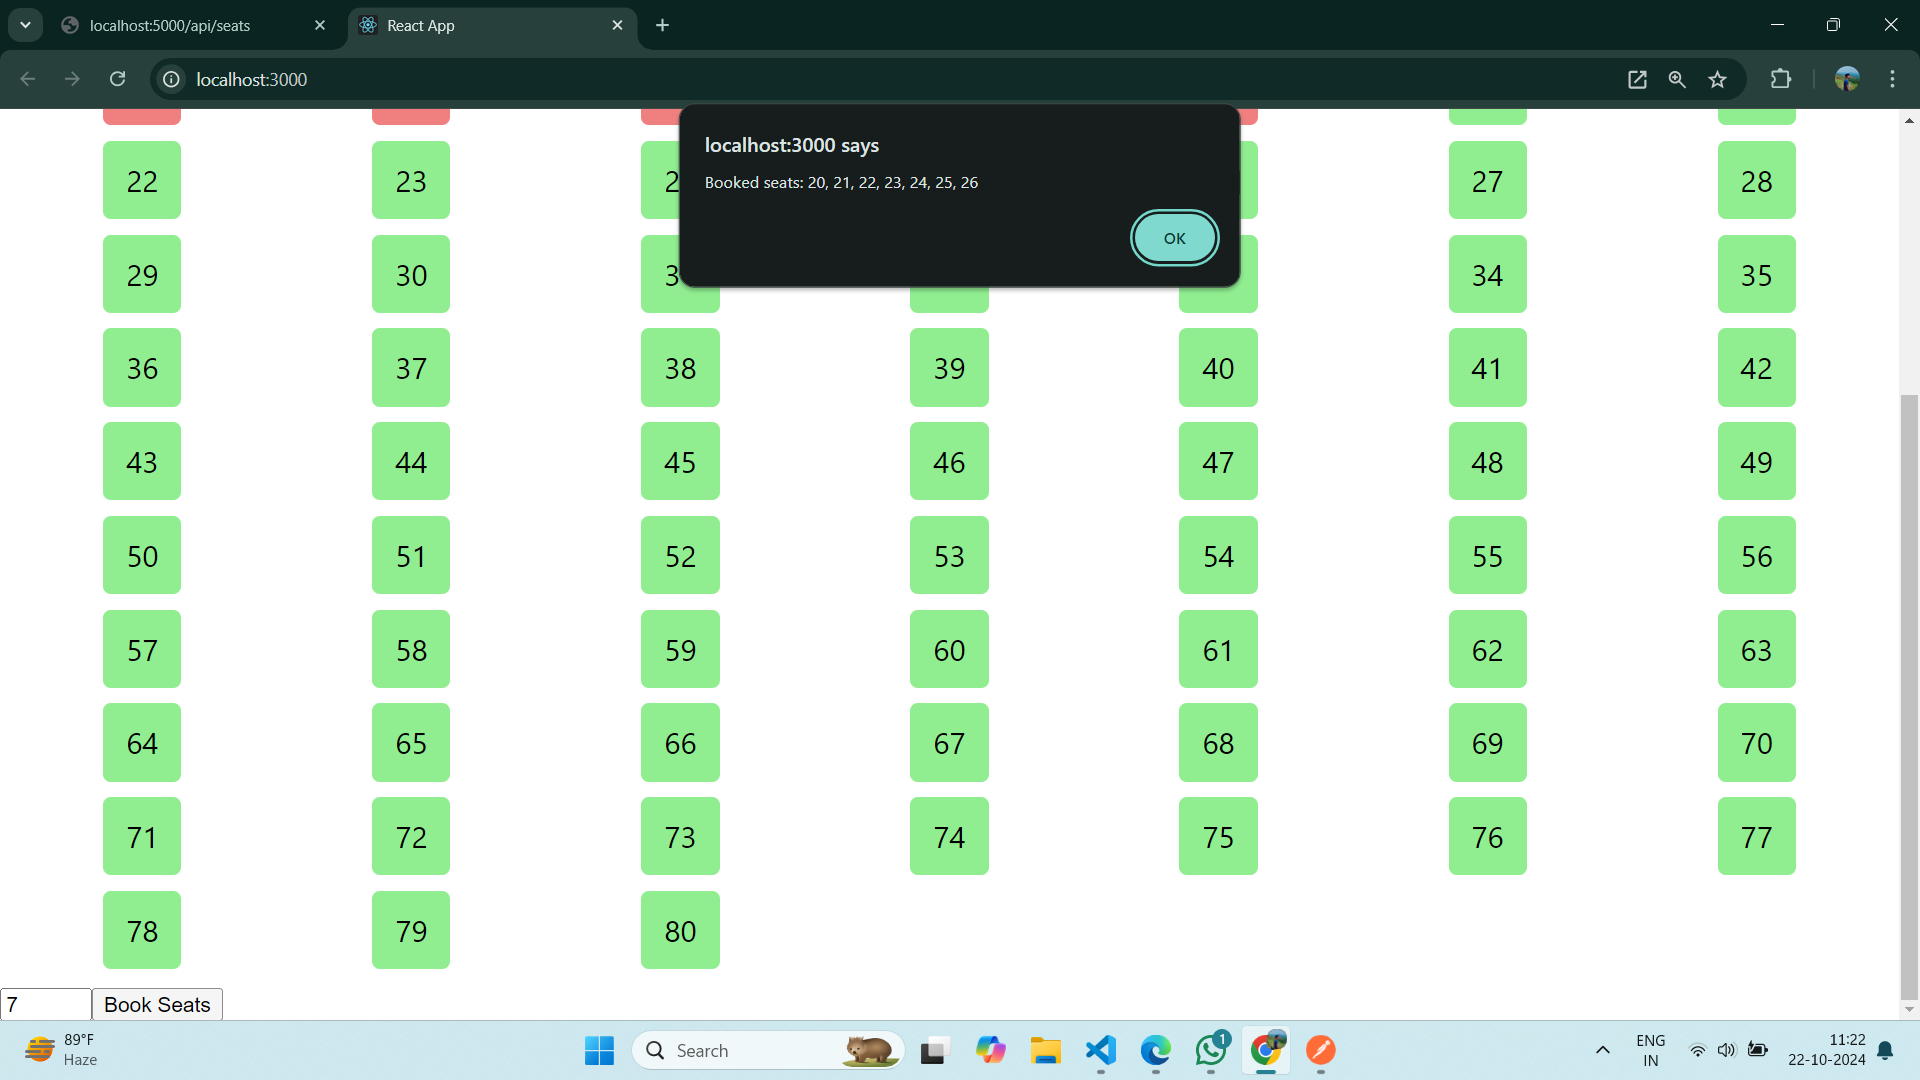 localhost:5000/api/seats
React App
localhost:3000
localhost:3000 says
Booked seats: 20, 21, 22, 23, 24, 25, 26
OK
22 23 2 27 28
29 30 3 34 35
36 37 38 39 40 41 42
43 44 45 46 47 48 49
50 51 52 53 54 55 56
57 58 59 60 61 62 63
64 65 66 67 68 69 70
71 72 73 74 75 76 77
78 79 80
7 Book Seats
89°F
Haze
Search
1
ENG
IN
11:22
22-10-2024